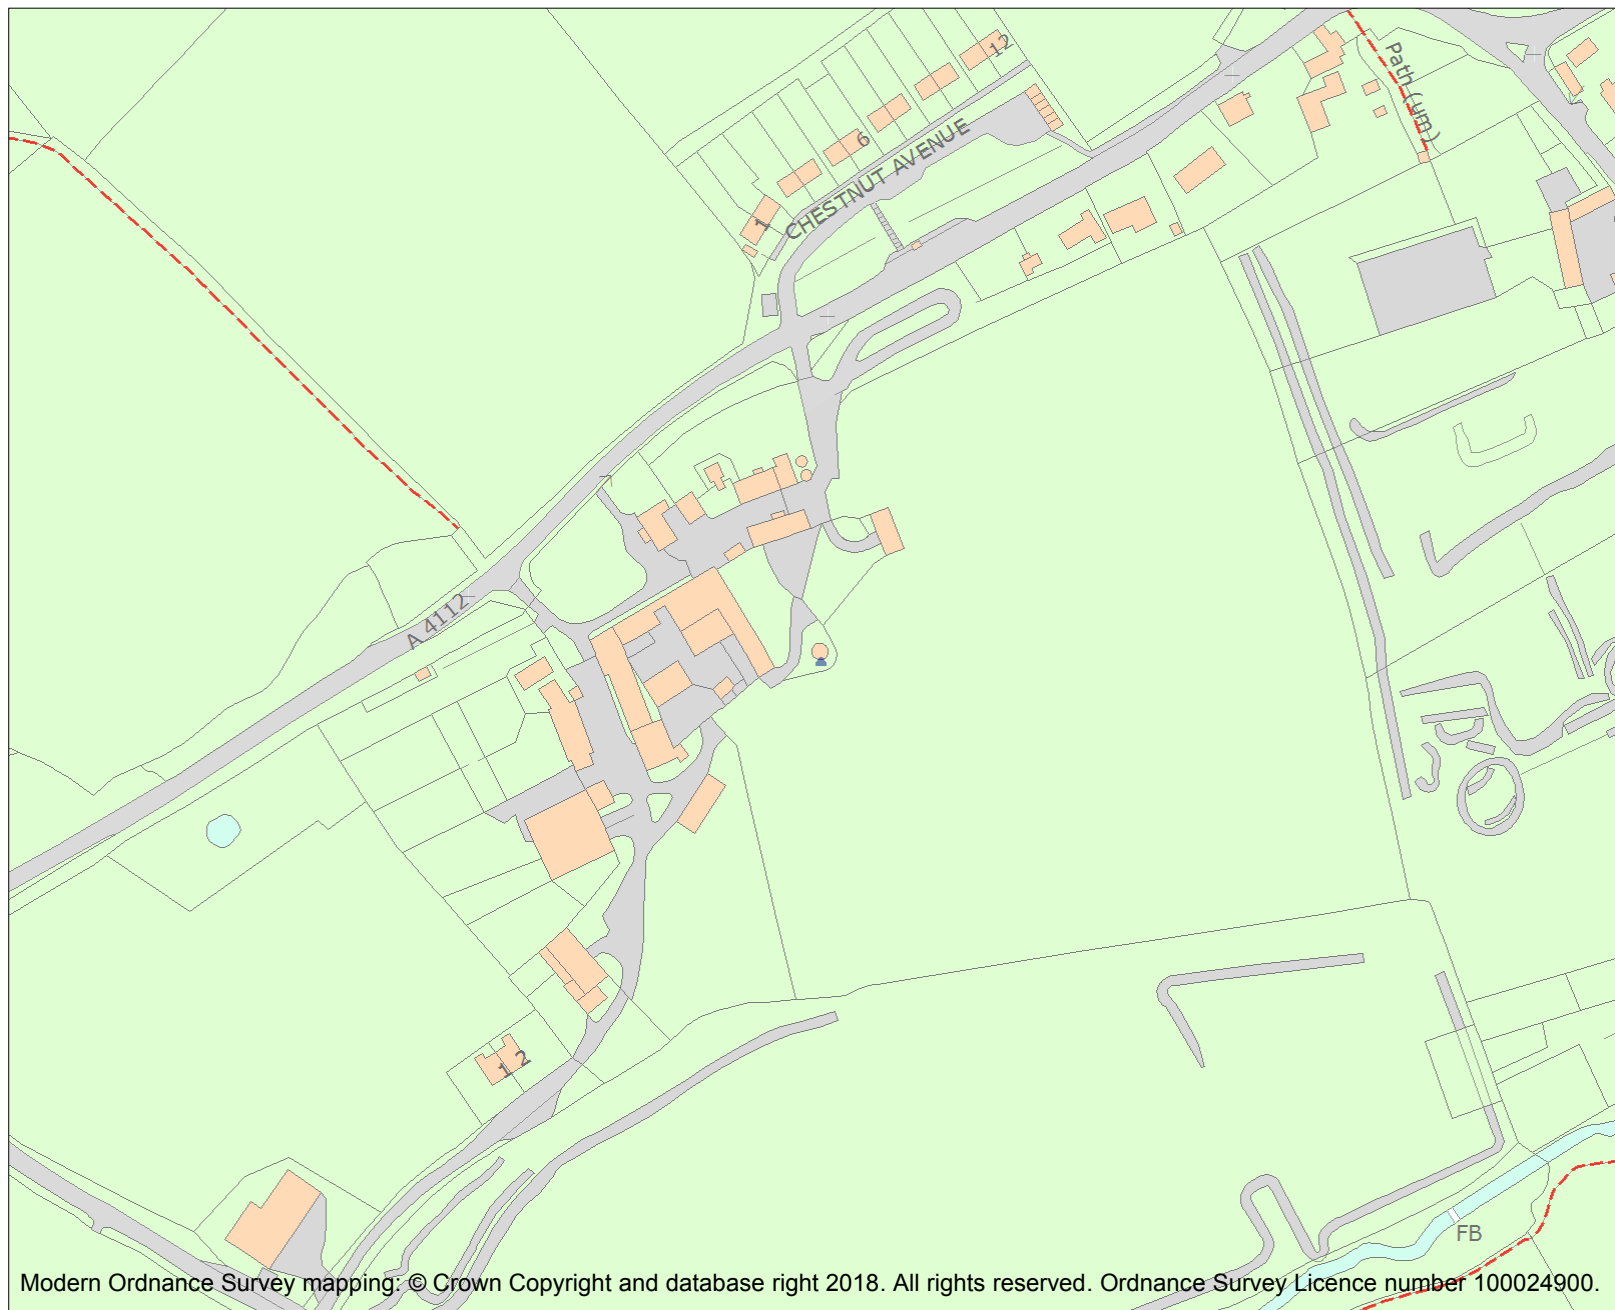 12
Path (um)
6
CHESTNUT AVENUE
1
A 4112
1 2
FB
Modern Ordnance Survey mapping: © Crown Copyright and database right 2018. All rights reserved. Ordnance Survey Licence number 100024900.